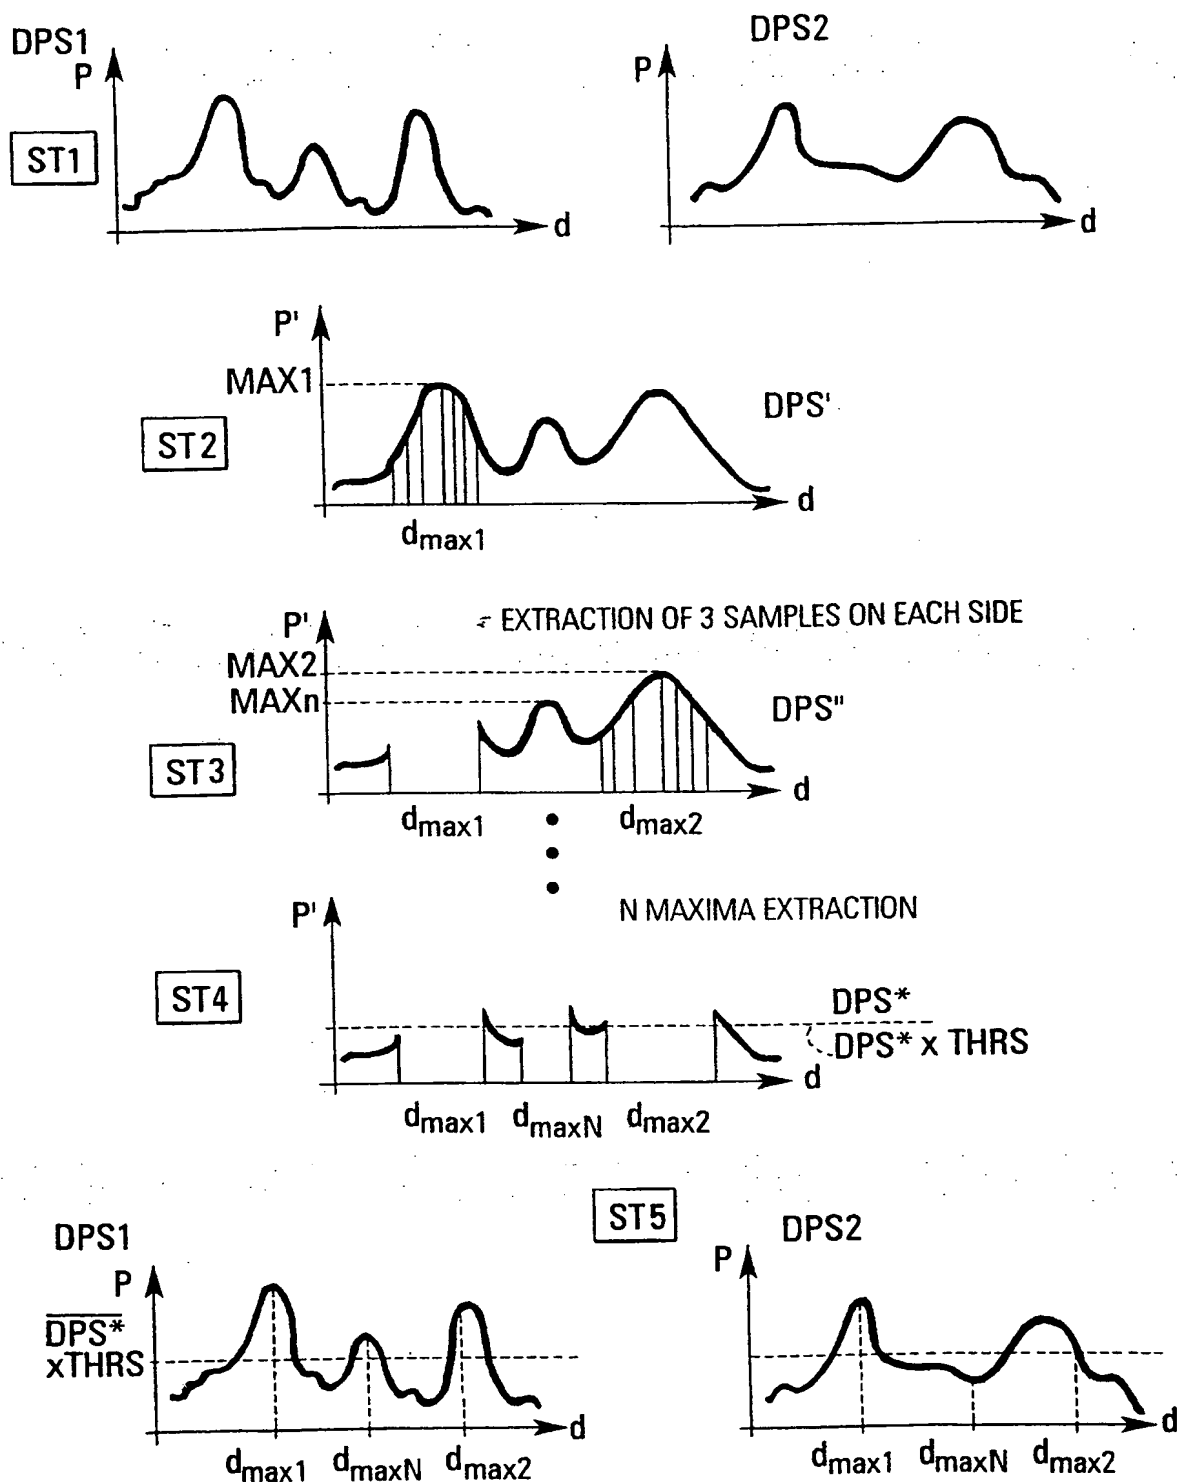 DPS1
P
ST1
d
DPS2
P
d
P'
MAX1
DPS'
ST2
d
dmax1
P'
= EXTRACTION OF 3 SAMPLES ON EACH SIDE
MAX2
MAXn
DPS"
ST3
d
dmax1
dmax2
N MAXIMA EXTRACTION
P'
ST4
DPS*
DPS* x THRS
d
dmax1
dmaxN
dmax2
ST5
DPS1
P
DPS*
xTHRS
d
dmax1
dmaxN
dmax2
DPS2
P
d
dmax1
dmaxN
dmax2